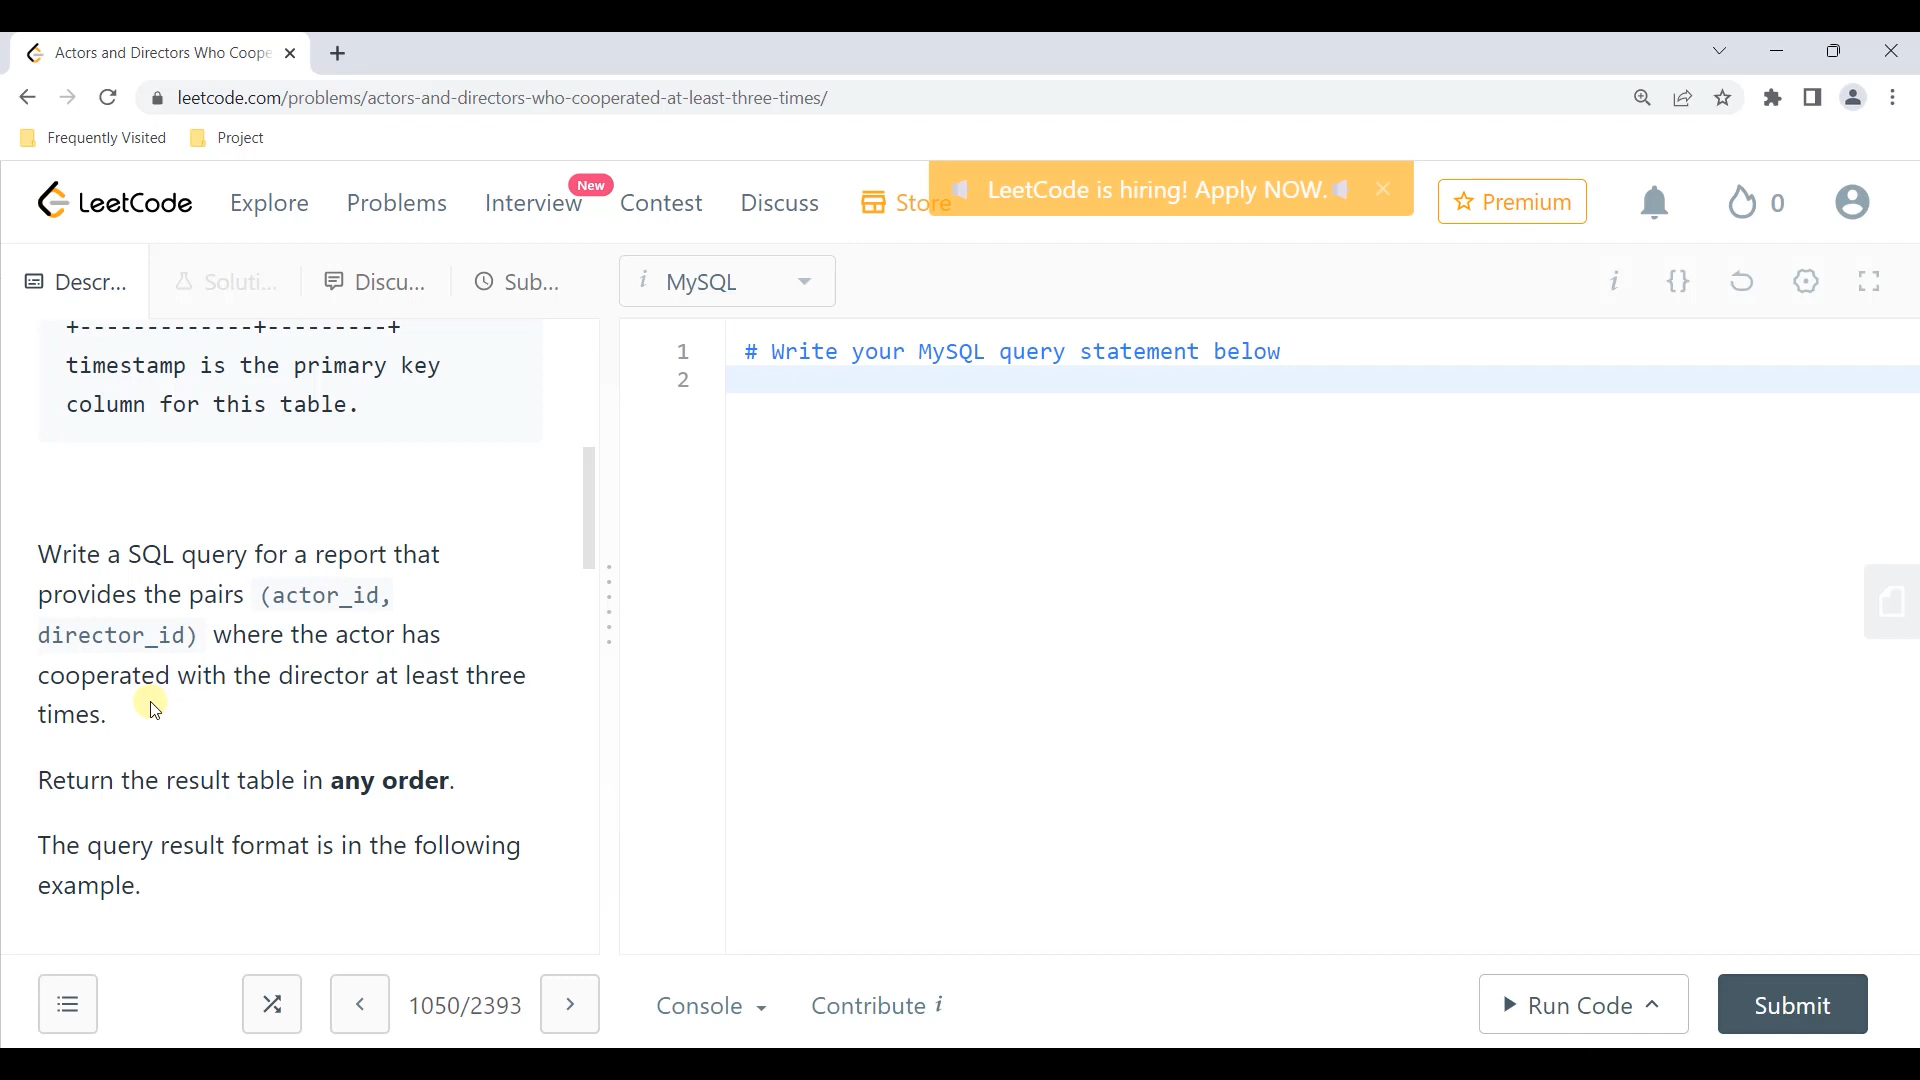 Actors and Directors Who Coope
leetcode.com/problems/actors-and-directors-who-cooperated-at-least-three-times/
Frequently Visited Project
LeetCode Explore Problems Interview New Contest Discuss Store LeetCode is hiring! Apply NOW. Premium 0
Descr... Soluti... Discu... Sub... i MySQL i {}
+-------------+---------+
timestamp is the primary key
column for this table.
Write a SQL query for a report that
provides the pairs (actor_id,
director_id) where the actor has
cooperated with the director at least three
times.
Return the result table in any order.
The query result format is in the following
example.
1 # Write your MySQL query statement below
2
1050/2393 Console Contribute i Run Code Submit